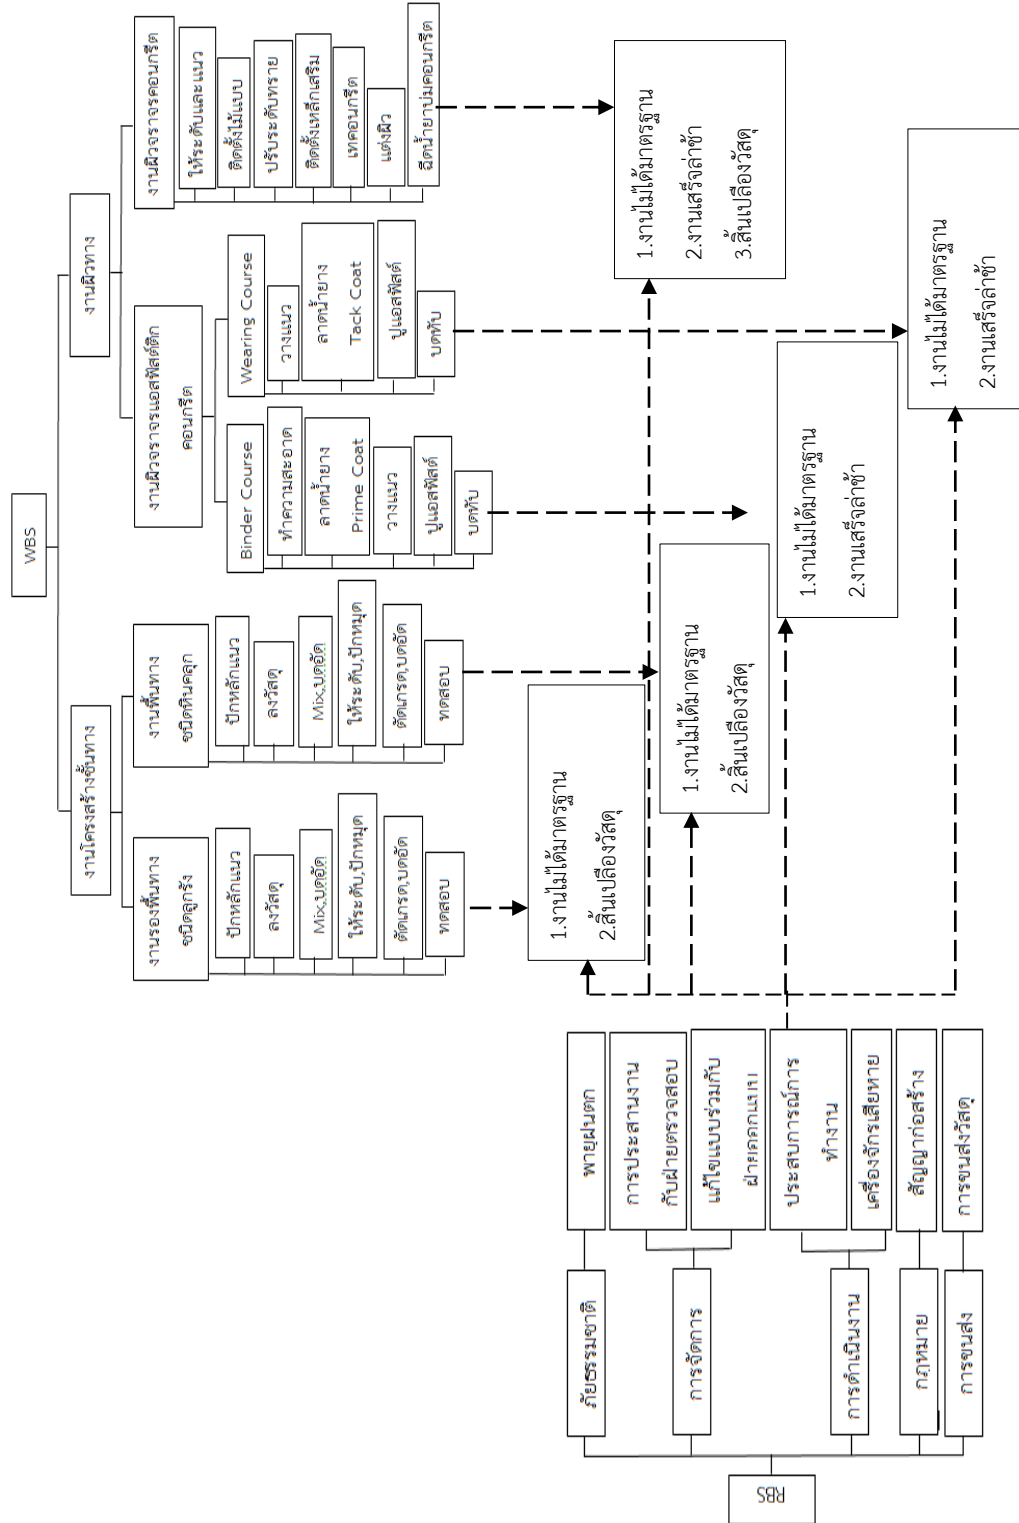 WBS
งานโครงสร้างชั้นทาง
งานผิวทาง
งานรองพื้นทาง
ชนิดลูกรัง
ปักหลักแนว
ลงวัสดุ
Mix,บดอัด
ให้ระดับ,ปักหมุด
ตัดเกรด,บดอัด
ทดสอบ
งานพื้นทาง
ชนิดหินคลุก
ปักหลักแนว
ลงวัสดุ
Mix,บดอัด
ให้ระดับ,ปักหมุด
ตัดเกรด,บดอัด
ทดสอบ
งานผิวจราจรแอสฟัสต์ติก
คอนกรีต
Binder Course
ทำความสะอาด
ลาดน้ำยาง
Prime Coat
วางแนว
ปูแอสฟัสต์
บดทับ
Wearing Course
วางแนว
ลาดน้ำยาง
Tack Coat
ปูแอสฟัสต์
บดทับ
งานผิวจราจรคอนกรีต
ให้ระดับและแนว
ติดตั้งไม้แบบ
ปรับระดับทราย
ติดตั้งเหล็กเสริม
เทคอนกรีต
แต่งผิว
ฉีดน้ำยาบ่มคอนกรีต
RBS
ภัยธรรมชาติ
พายุฝนตก
การจัดการ
การประสานงาน
กับฝ่ายตรวจสอบ
แก้ไขแบบร่วมกับ
ฝ่ายออกแบบ
การดำเนินงาน
ประสบการณ์การ
ทำงาน
เครื่องจักรเสียหาย
กฎหมาย
สัญญาก่อสร้าง
การขนส่ง
การขนส่งวัสดุ
1.งานไม่ได้มาตรฐาน
2.สิ้นเปลืองวัสดุ
1.งานไม่ได้มาตรฐาน
2.สิ้นเปลืองวัสดุ
1.งานไม่ได้มาตรฐาน
2.งานเสร็จล่าช้า
1.งานไม่ได้มาตรฐาน
2.งานเสร็จล่าช้า
3.สิ้นเปลืองวัสดุ
1.งานไม่ได้มาตรฐาน
2.งานเสร็จล่าช้า